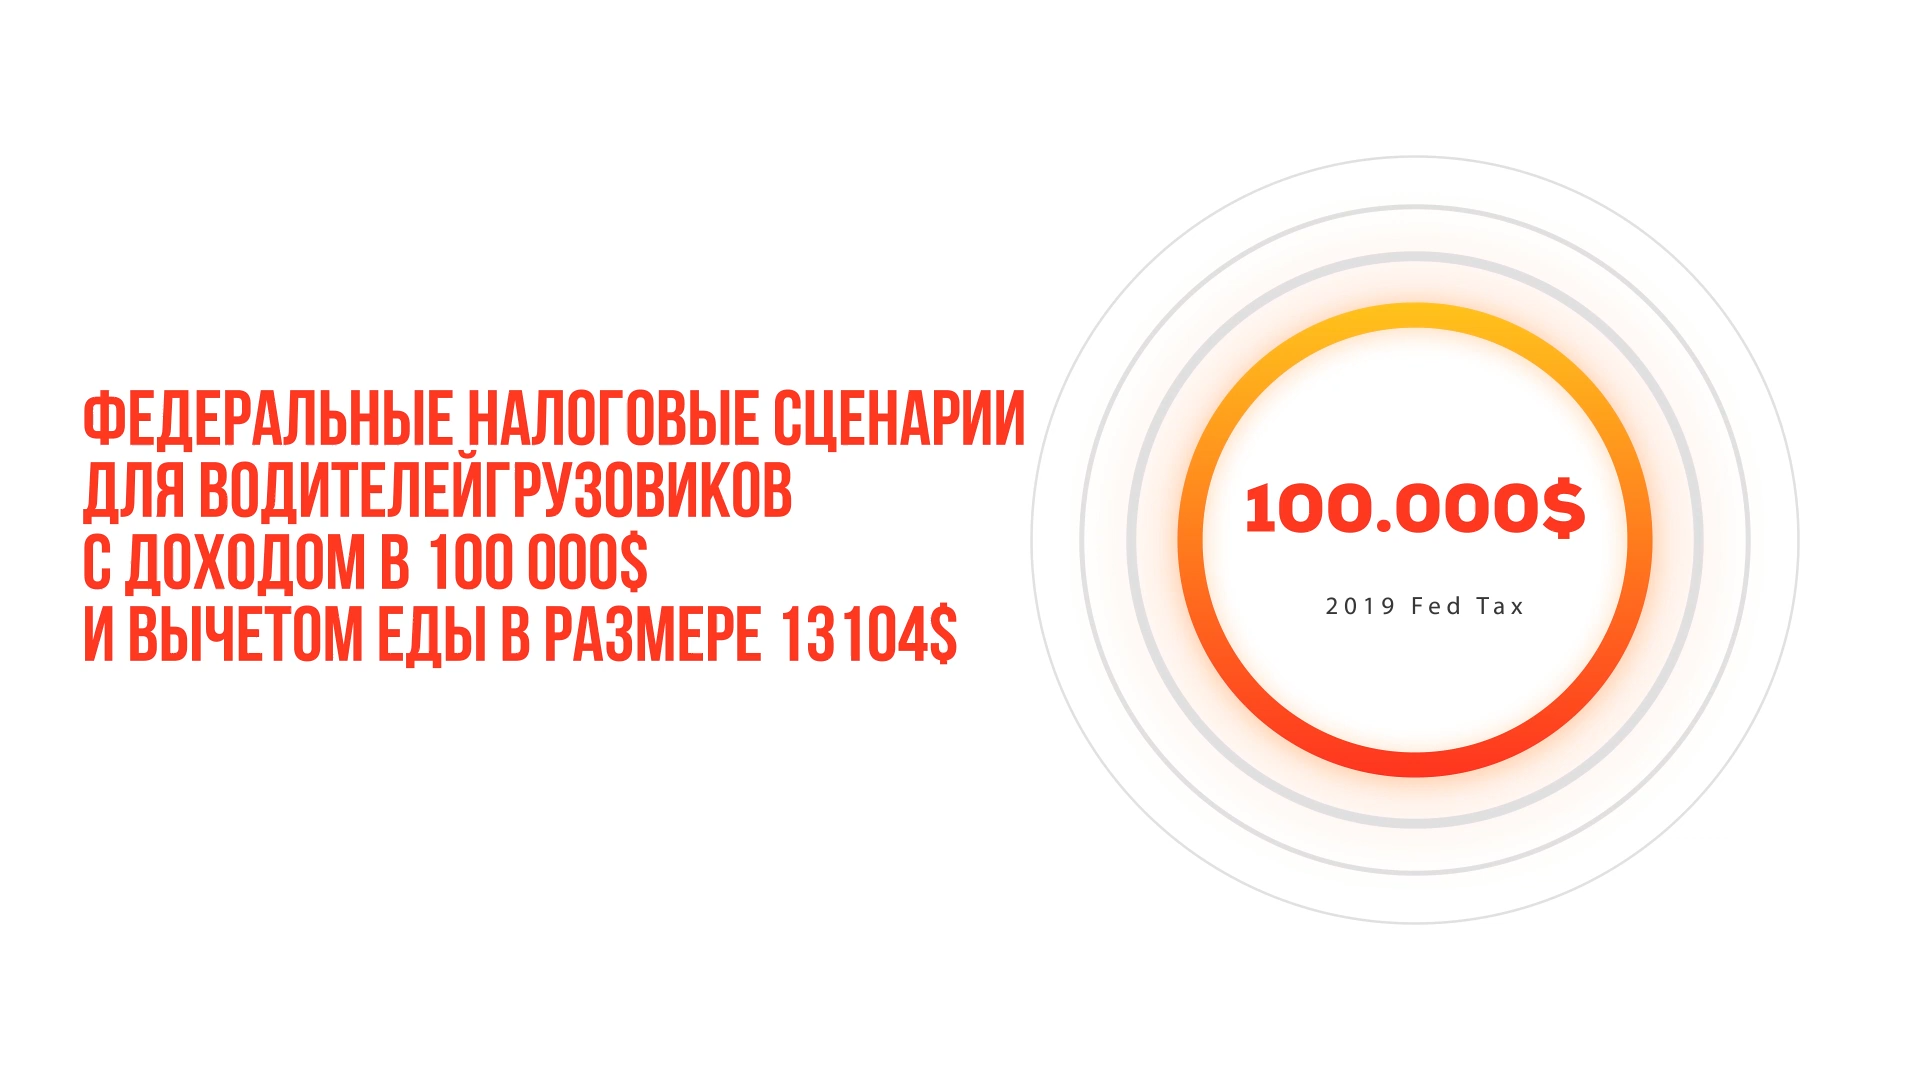 ФЕДЕРАЛЬНЫЕ НАЛОГОВЫЕ СЦЕНАРИИ
ДЛЯ ВОДИТЕЛЕЙГРУЗОВИКОВ
С ДОХОДОМ В 100 000$
И ВЫЧЕТОМ ЕДЫ В РАЗМЕРЕ 13104$
100.000$
2019 Fed Tax